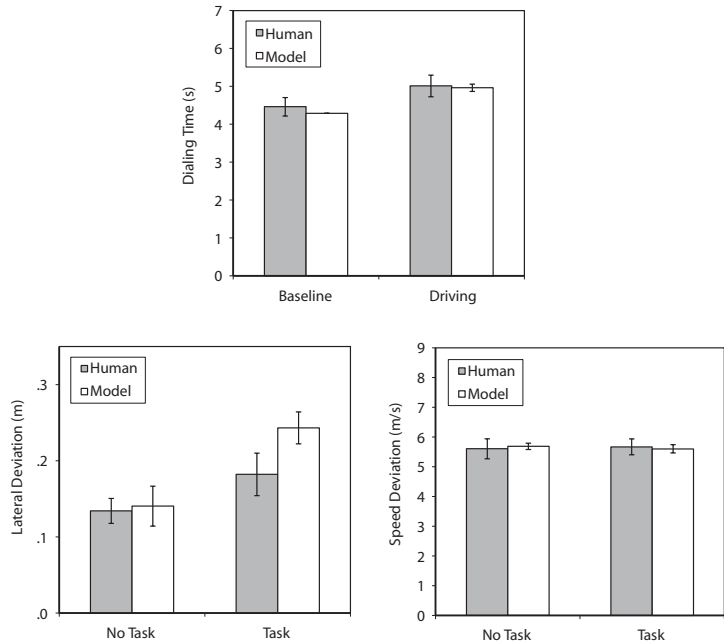 7
6
5
4
3
2
1
0
Dialing Time (s)
Human
Model
Baseline Driving
.3
.2
.1
.0
Lateral Deviation (m)
Human
Model
No Task Task
9
8
7
6
5
4
3
2
1
0
Speed Deviation (m/s)
Human
Model
No Task Task